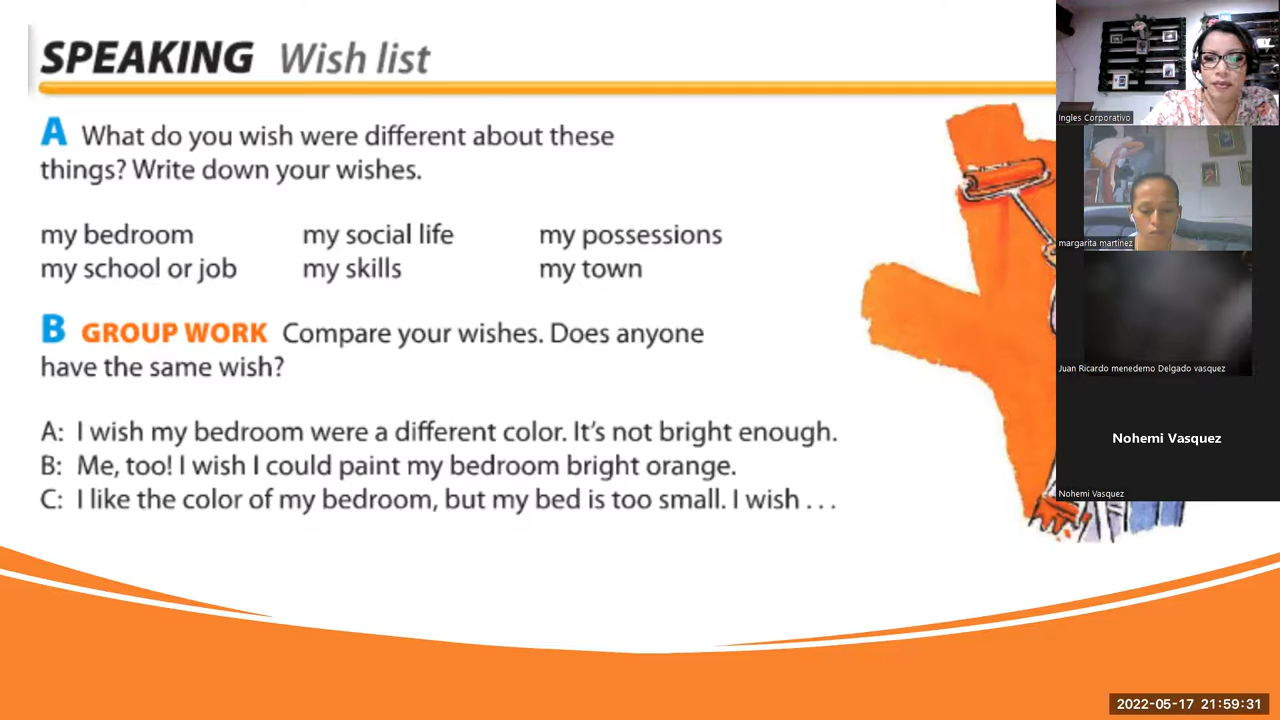 SPEAKING Wish list
A What do you wish were different about these
things? Write down your wishes.
my bedroom my social life my possessions
my school or job my skills my town
B GROUP WORK Compare your wishes. Does anyone
have the same wish?
A: I wish my bedroom were a different color. It's not bright enough.
B: Me, too! I wish I could paint my bedroom bright orange.
C: I like the color of my bedroom, but my bed is too small. I wish . . .
Ingles Corporativo
margarita martinez
Juan Ricardo menedemo Delgado vasquez
Nohemi Vasquez
Nohemi Vasquez
2022-05-17 21:59:31